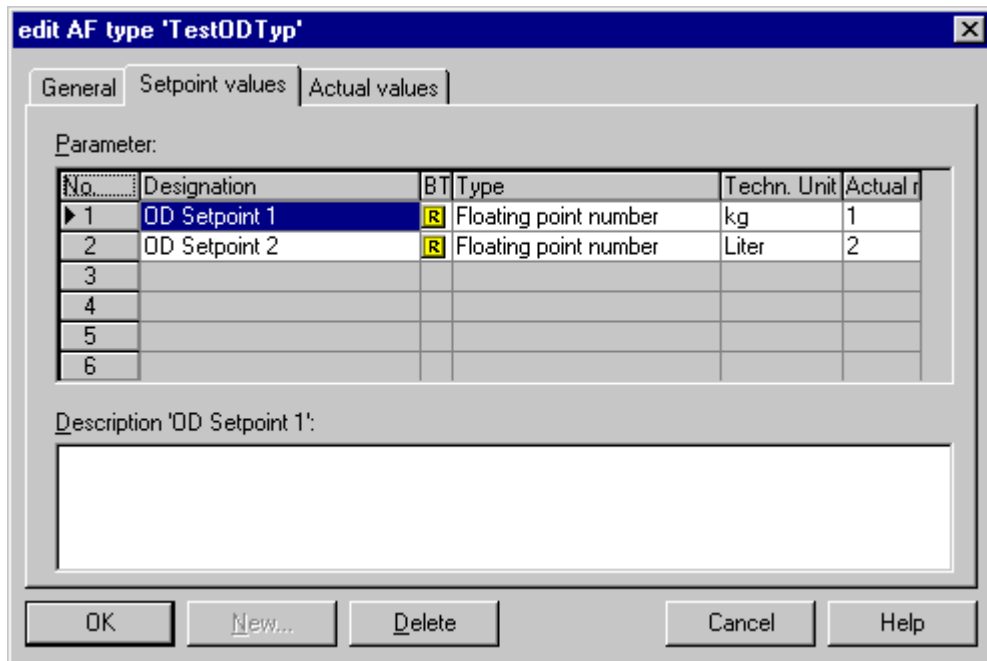 edit AF type 'TestODTyp'
General Setpoint values Actual values
Parameter:
No. Designation BT Type Techn. Unit Actual r
1 OD Setpoint 1 R Floating point number kg 1
2 OD Setpoint 2 R Floating point number Liter 2
3
4
5
6
Description 'OD Setpoint 1':
OK New... Delete Cancel Help